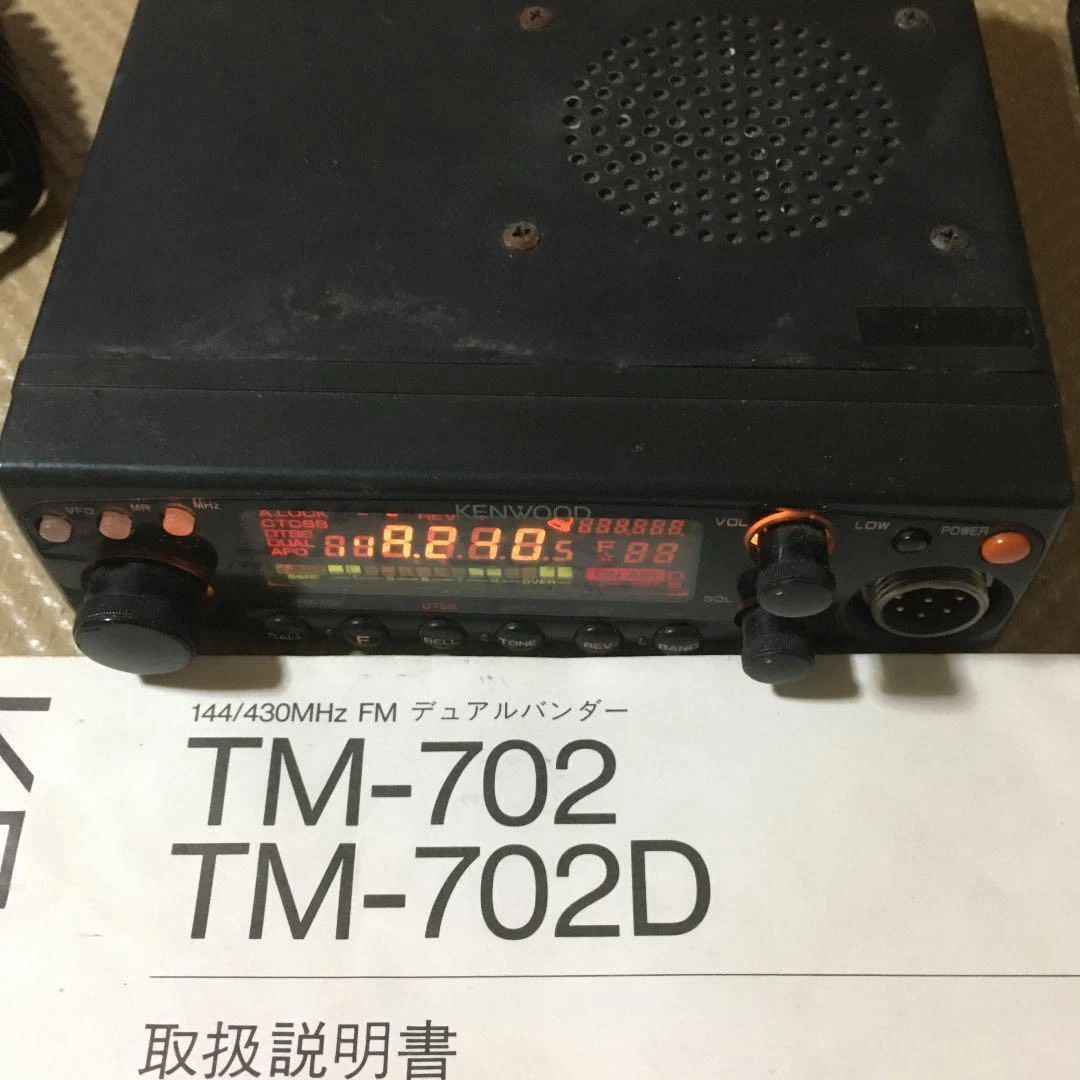 KENWOOD
VFO MR MHz
A.LOCK REV
CTCSS
DTSS
DUAL
APO
OVER
ON AIR
VOL
SQL
LOW
POWER
DTSS
CALL F BELL TONE REV BAND
144/430MHz FM デュアルバンダー
TM-702
TM-702D
取扱説明書